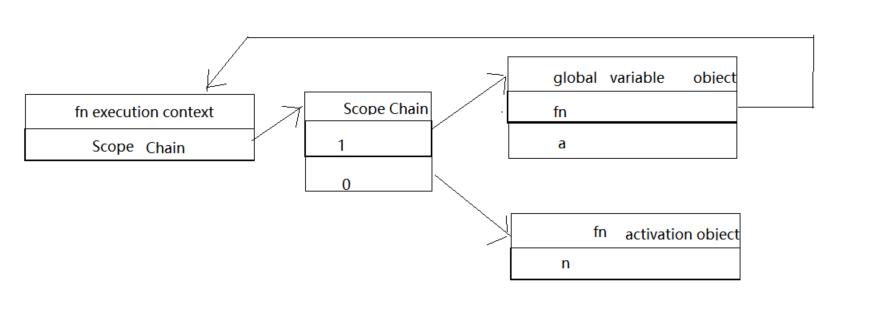 fn execution context
Scope Chain
Scope Chain
1
0
global variable object
fn
a
fn activation object
n